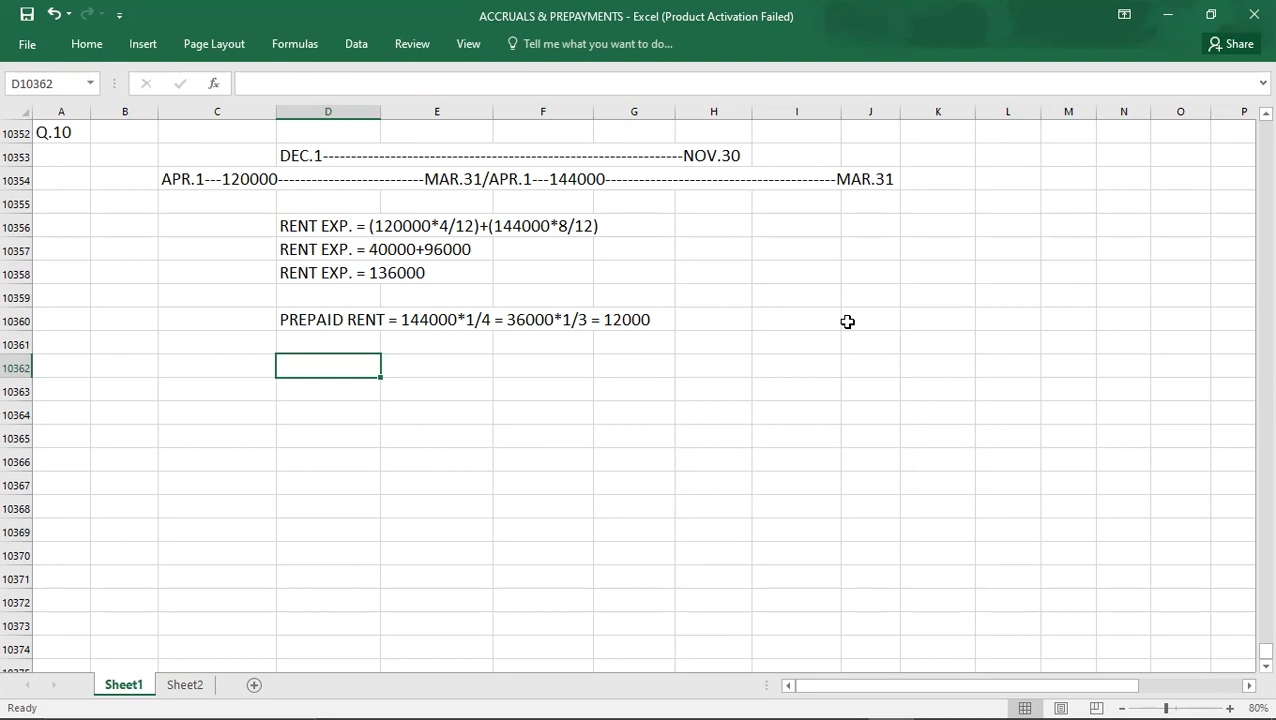 ACCRUALS & PREPAYMENTS - Excel (Product Activation Failed)
File Home Insert Page Layout Formulas Data Review View Tell me what you want to do... Share
D10362 fx
A B C D E F G H I J K L M N O P
10352 Q.10
10353 DEC.1----------------------------------------------------------------NOV.30
10354 APR.1---120000--------------------------MAR.31/APR.1---144000-----------------------------------------MAR.31
10355
10356 RENT EXP. = (120000*4/12)+(144000*8/12)
10357 RENT EXP. = 40000+96000
10358 RENT EXP. = 136000
10359
10360 PREPAID RENT = 144000*1/4 = 36000*1/3 = 12000
10361
10362
10363
10364
10365
10366
10367
10368
10369
10370
10371
10372
10373
10374
10375
Sheet1 Sheet2
Ready 80%